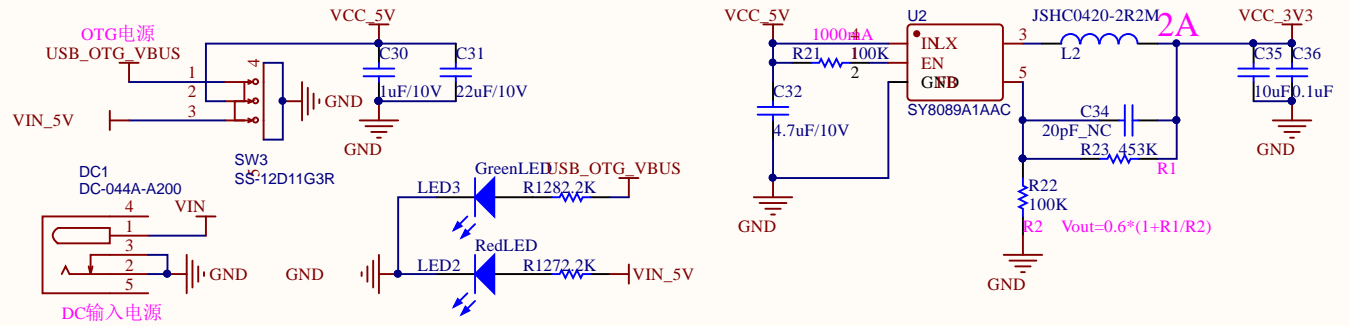 OTG电源
USB_OTG_VBUS
VIN_5V
1
2
3
4
5
SW3
SS-12D11G3R
GND
VCC_5V
C30
1uF/10V
C31
22uF/10V
GND
DC1
DC-044A-A200
VIN
4
1
3
2
5
GND
DC输入电源
GreenLED
USB_OTG_VBUS
LED3
R128
2.2K
RedLED
GND
LED2
R127
2.2K
VIN_5V
VCC_5V
1000mA
R21
100K
C32
4.7uF/10V
GND
U2
4
1
2
IN
LX
EN
GND
FB
3
5
SY8089A1AAC
JSHC0420-2R2M
L2
2A
VCC_3V3
C35
10uF
C36
0.1uF
GND
C34
20pF_NC
R23
453K
R1
R22
100K
R2
Vout=0.6*(1+R1/R2)
GND